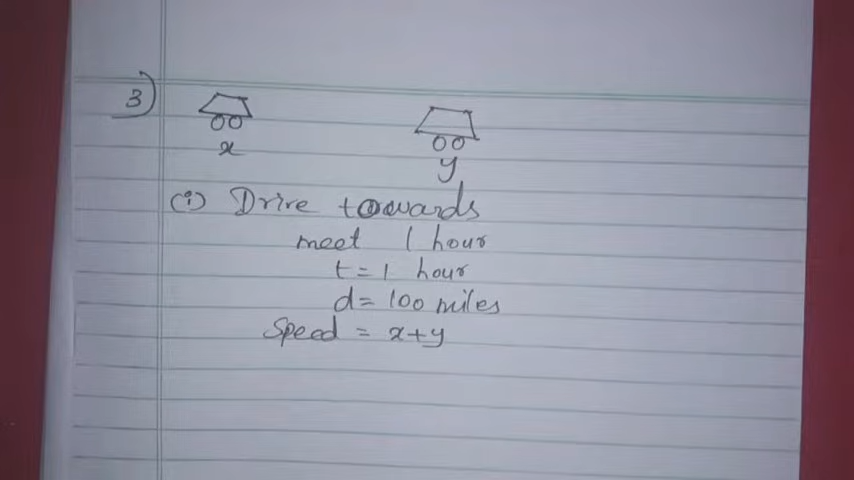 3)
x
y
(i) Drive towards
meet 1 hour
t = 1 hour
d = 100 miles
Speed = x+y